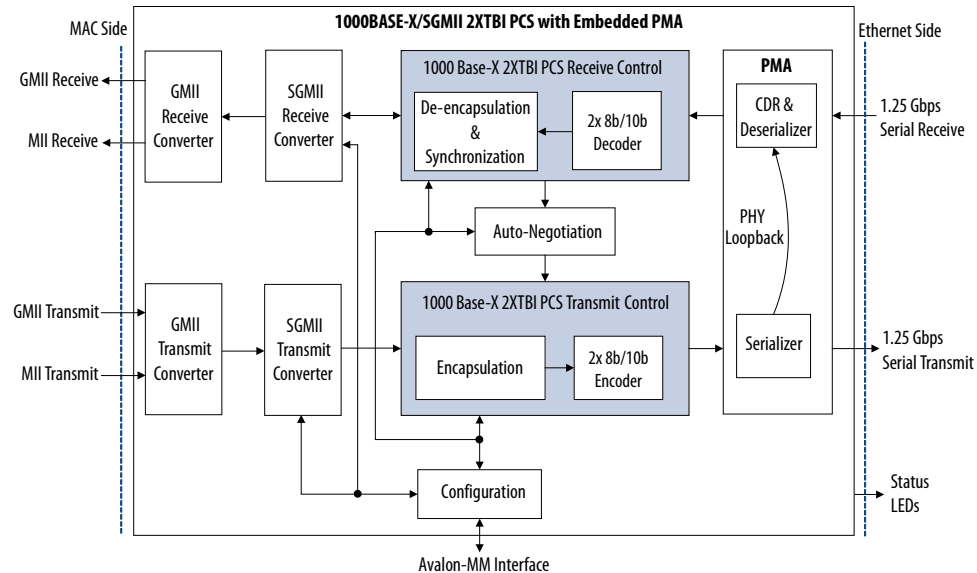 1000BASE-X/SGMII 2XTBI PCS with Embedded PMA
MAC Side
Ethernet Side
GMII Receive
MII Receive
GMII
Receive
Converter
SGMII
Receive
Converter
1000 Base-X 2XTBI PCS Receive Control
De-encapsulation
&
Synchronization
2x 8b/10b
Decoder
PMA
CDR &
Deserializer
1.25 Gbps
Serial Receive
Auto-Negotiation
PHY
Loopback
GMII Transmit
MII Transmit
GMII
Transmit
Converter
SGMII
Transmit
Converter
1000 Base-X 2XTBI PCS Transmit Control
Encapsulation
2x 8b/10b
Encoder
Serializer
1.25 Gbps
Serial Transmit
Configuration
Status
LEDs
Avalon-MM Interface